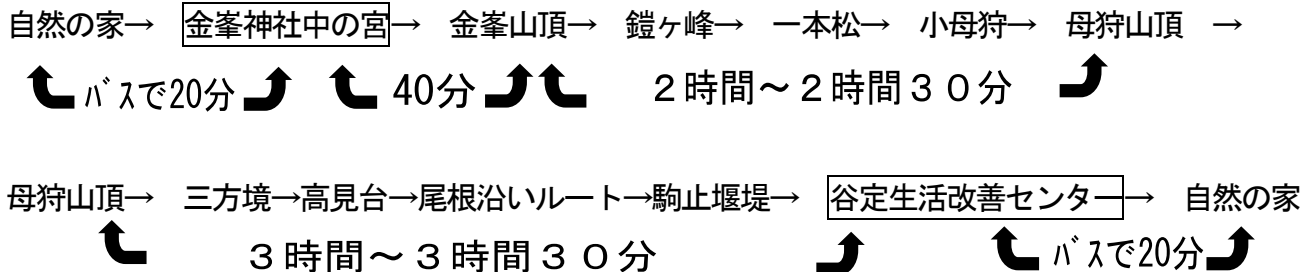 自然の家→ 金峯神社中の宮→ 金峯山頂→ 鎧ヶ峰→ 一本松→ 小母狩→ 母狩山頂 →
バスで20分 40分 2時間～2時間30分
母狩山頂→ 三方境→高見台→尾根沿いルート→駒止堰堤→ 谷定生活改善センター→ 自然の家
3時間～3時間30分 バスで20分